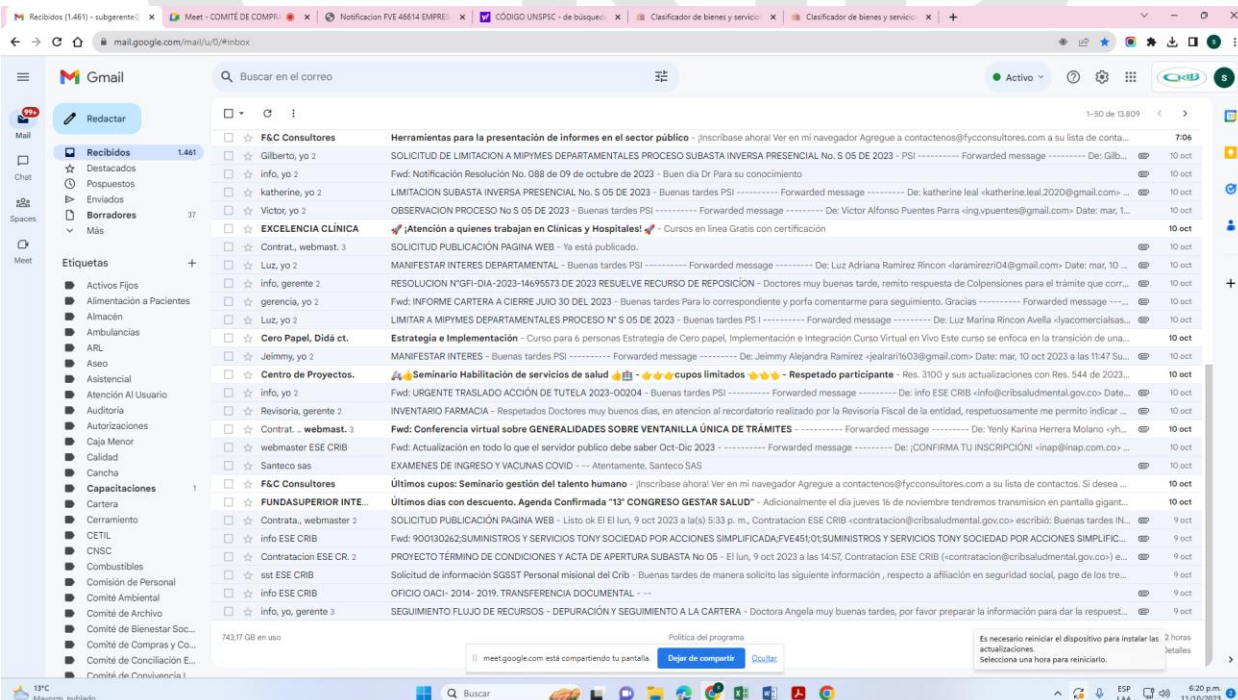 Recibidos (1.461) - subgerente@ Meet - COMITÉ DE COMPR Notificacion FVE 46614 EMPRES CÓDIGO UNSPSC - de búsqued Clasificador de bienes y servicio Clasificador de bienes y servicio
mail.google.com/mail/u/0/#inbox
Gmail Buscar en el correo Activo CRIB S
99+ Redactar 1-50 de 13.809
Mail
Chat
Spaces
Meet
Recibidos 1.461
Destacados
Pospuestos
Enviados
Borradores 37
Más
Etiquetas
Activos Fijos
Alimentación a Pacientes
Almacén
Ambulancias
ARL
Aseo
Asistencial
Atención Al Usuario
Auditoria
Autorizaciones
Caja Menor
Calidad
Cancha
Capacitaciones 1
Cartera
Cerramiento
CETIL
CNSC
Combustibles
Comisión de Personal
Comité Ambiental
Comité de Archivo
Comité de Bienestar Soc...
Comité de Compras y Co...
Comité de Conciliación E...
Comité de Convivencia L
F&C Consultores Herramientas para la presentación de informes en el sector público - ¡Inscríbase ahora! Ver en mi navegador Agregue a contactenos@fycconsultores.com a su lista de conta... 7:06
Gilberto, yo 2 SOLICITUD DE LIMITACION A MIPYMES DEPARTAMENTALES PROCESO SUBASTA INVERSA PRESENCIAL No. S 05 DE 2023 - PSI ---------- Forwarded message --------- De: Gilb... 10 oct
info, yo 2 Fwd: Notificación Resolución No. 088 de 09 de octubre de 2023 - Buen dia Dr Para su conocimiento 10 oct
katherine, yo 2 LIMITACION SUBASTA INVERSA PRESENCIAL No. S 05 DE 2023 - Buenas tardes PSI ---------- Forwarded message --------- De: katherine leal <katherine.leal.2020@gmail.com> ... 10 oct
Victor, yo 2 OBSERVACION PROCESO No S 05 DE 2023 - Buenas tardes PSI ---------- Forwarded message --------- De: Victor Alfonso Puentes Parra <ing.vpuentes@gmail.com> Date: mar, 1... 10 oct
EXCELENCIA CLÍNICA 🚀 ¡Atención a quienes trabajan en Clínicas y Hospitales! 🚀 - Cursos en línea Gratis con certificación 10 oct
Contrat., webmast. 3 SOLICITUD PUBLICACIÓN PAGINA WEB - Ya está publicado. 10 oct
Luz, yo 2 MANIFESTAR INTERES DEPARTAMENTAL - Buenas tardes PSI ---------- Forwarded message --------- De: Luz Adriana Ramirez Rincon <laramirezri04@gmail.com> Date: mar, 10 ... 10 oct
info, gerente 2 RESOLUCION N°GFI-DIA-2023-14695573 DE 2023 RESUELVE RECURSO DE REPOSICÍON - Doctores muy buenas tarde, remito respuesta de Colpensiones para el trámite que corr... 10 oct
gerencia, yo 2 Fwd: INFORME CARTERA A CIERRE JUIO 30 DEL 2023 - Buenas tardes Para lo correspondiente y porfa comentarme para seguimiento. Gracias ---------- Forwarded message ---... 10 oct
Luz, yo 2 LIMITAR A MIPYMES DEPARTAMENTALES PROCESO N° S 05 DE 2023 - Buenas tardes PS I ---------- Forwarded message --------- De: Luz Marina Rincon Avella <lyacomercialsas... 10 oct
Cero Papel, Didá ct. Estrategia e Implementación - Curso para 6 personas Estrategia de Cero papel, Implementación e Integración Curso Virtual en Vivo Este curso se enfoca en la transición de una... 10 oct
Jeimmy, yo 2 MANIFESTAR INTERES - Buenas tardes PSI ---------- Forwarded message --------- De: Jeimmy Alejandra Ramirez <jealrari1603@gmail.com> Date: mar, 10 oct 2023 a las 11:47 Su... 10 oct
Centro de Proyectos. Seminario Habilitación de servicios de salud 👍🏥 - 👉👉👉cupos limitados 👈👈👈 - Respetado participante - Res. 3100 y sus actualizaciones con Res. 544 de 2023... 10 oct
info, yo 2 Fwd: URGENTE TRASLADO ACCIÓN DE TUTELA 2023-00204 - Buenas tardes PSI ---------- Forwarded message --------- De: info ESE CRIB <info@cribsaludmental.gov.co> Date... 10 oct
Revisoria, gerente 2 INVENTARIO FARMACIA - Respetados Doctores muy buenos dias, en atencion al recordatorio realizado por la Revisoria Fiscal de la entidad, respetuosamente me permito indicar ... 10 oct
Contrat. .. webmast. 3 Fwd: Conferencia virtual sobre GENERALIDADES SOBRE VENTANILLA ÚNICA DE TRÁMITES - ---------- Forwarded message --------- De: Yenly Karina Herrera Molano <yh... 10 oct
webmaster ESE CRIB Fwd: Actualización en todo lo que el servidor publico debe saber Oct-Dic 2023 - ---------- Forwarded message --------- De: ¡CONFIRMA TU INSCRIPCIÓN! <inap@inap.com.co> ... 10 oct
Santeco sas EXAMENES DE INGRESO Y VACUNAS COVID - -- Atentamente, Santeco SAS 10 oct
F&C Consultores Últimos cupos: Seminario gestión del talento humano - ¡Inscríbase ahora! Ver en mi navegador Agregue a contactenos@fycconsultores.com a su lista de contactos. Si desea ... 10 oct
FUNDASUPERIOR INTE... Últimos días con descuento. Agenda Confirmada "13° CONGRESO GESTAR SALUD" - Adicionalmente el dia jueves 16 de noviembre tendremos transmision en pantalla gigant... 10 oct
Contrata., webmaster 2 SOLICITUD PUBLICACIÓN PAGINA WEB - Listo ok El El lun, 9 oct 2023 a la(s) 5:33 p. m., Contratacion ESE CRIB <contratacion@cribsaludmental.gov.co> escribió: Buenas tardes IN... 9 oct
info ESE CRIB Fwd: 900130262;SUMINISTROS Y SERVICIOS TONY SOCIEDAD POR ACCIONES SIMPLIFICADA;FVE451;01;SUMINISTROS Y SERVICIOS TONY SOCIEDAD POR ACCIONES SIMPLIFIC... 9 oct
Contratacion ESE CR. 2 PROYECTO TÉRMINO DE CONDICIONES Y ACTA DE APERTURA SUBASTA No 05 - El lun, 9 oct 2023 a las 14:57, Contratacion ESE CRIB (<contratacion@cribsaludmental.gov.co>) e... 9 oct
sst ESE CRIB Solicitud de información SGSST Personal misional del Crib - Buenas tardes de manera solicito las siguiente información , respecto a afiliación en seguridad social, pago de los tre... 9 oct
info ESE CRIB OFICIO OACI- 2014- 2019. TRANSFERENCIA DOCUMENTAL - -- 9 oct
info, yo, gerente 3 SEGUIMIENTO FLUJO DE RECURSOS - DEPURACIÓN Y SEGUIMIENTO A LA CARTERA - Doctora Angela muy buenas tardes, por favor preparar la información para dar la respuest... 9 oct
743,17 GB en uso Política del programa 2 horas
Detalles
Es necesario reiniciar el dispositivo para instalar las actualizaciones.
Selecciona una hora para reiniciarlo.
meet.google.com está compartiendo tu pantalla. Dejar de compartir Ocultar
13°C
Mayorm. nublado Buscar ESP
LAA 6:20 p.m.
11/10/2023